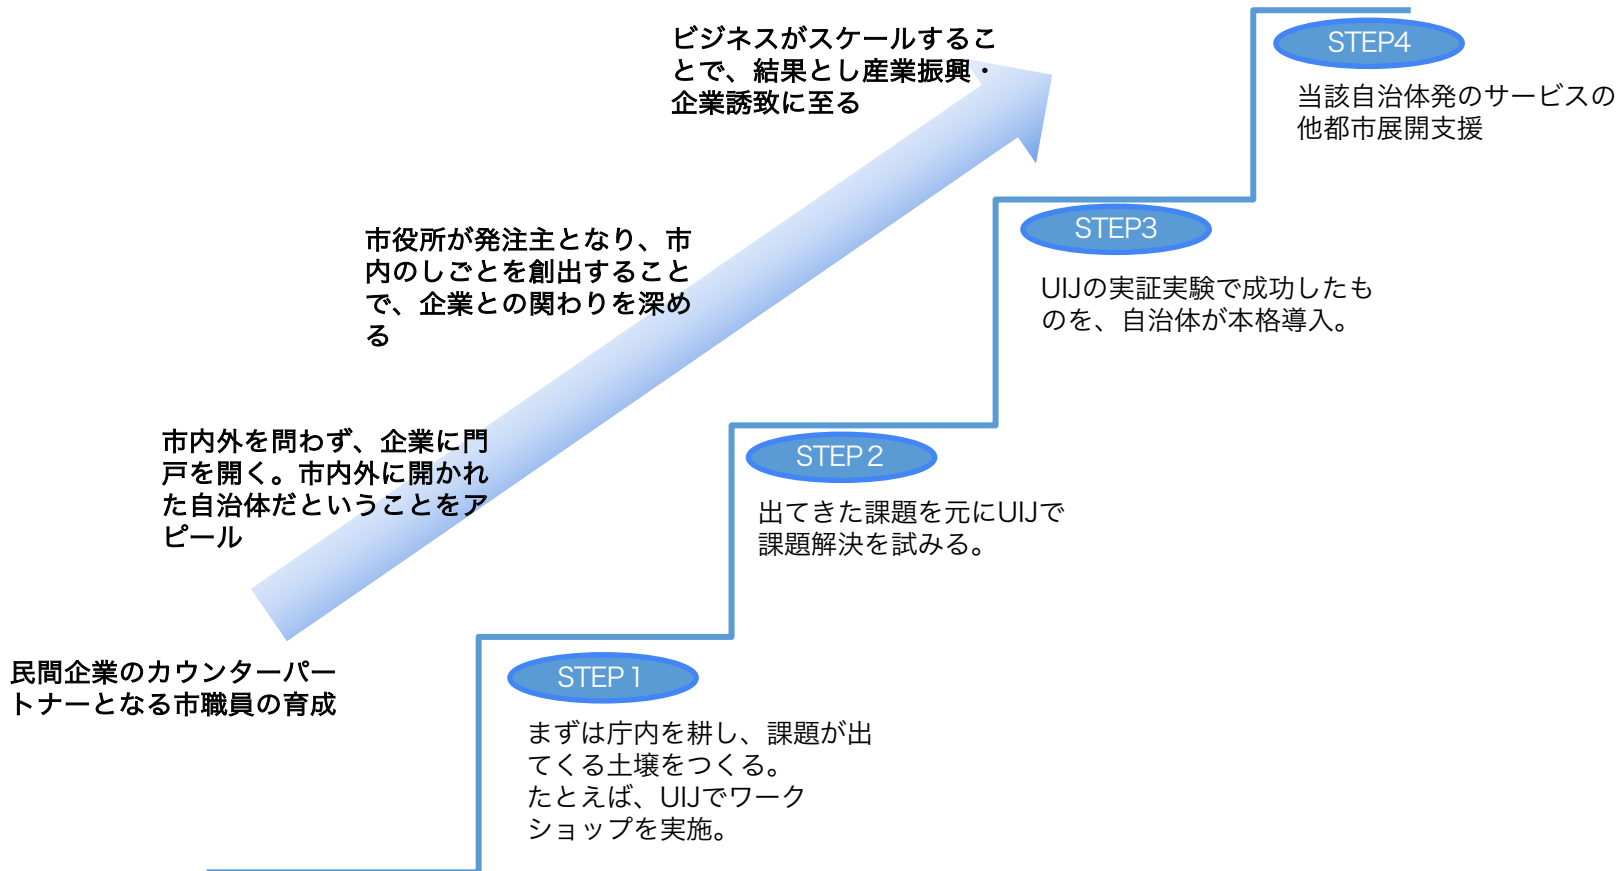 ビジネスがスケールするこ
とで、結果とし産業振興・
企業誘致に至る
STEP4
当該自治体発のサービスの
他都市展開支援
市役所が発注主となり、市
内のしごとを創出すること
で、企業との関わりを深め
る
STEP3
UIJの実証実験で成功したも
のを、自治体が本格導入。
市内外を問わず、企業に門
戸を開く。市内外に開かれ
た自治体だということをア
ピール
STEP２
出てきた課題を元にUIJで
課題解決を試みる。
民間企業のカウンターパー
トナーとなる市職員の育成
STEP１
まずは庁内を耕し、課題が出
てくる土壌をつくる。
たとえば、UIJでワーク
ショップを実施。